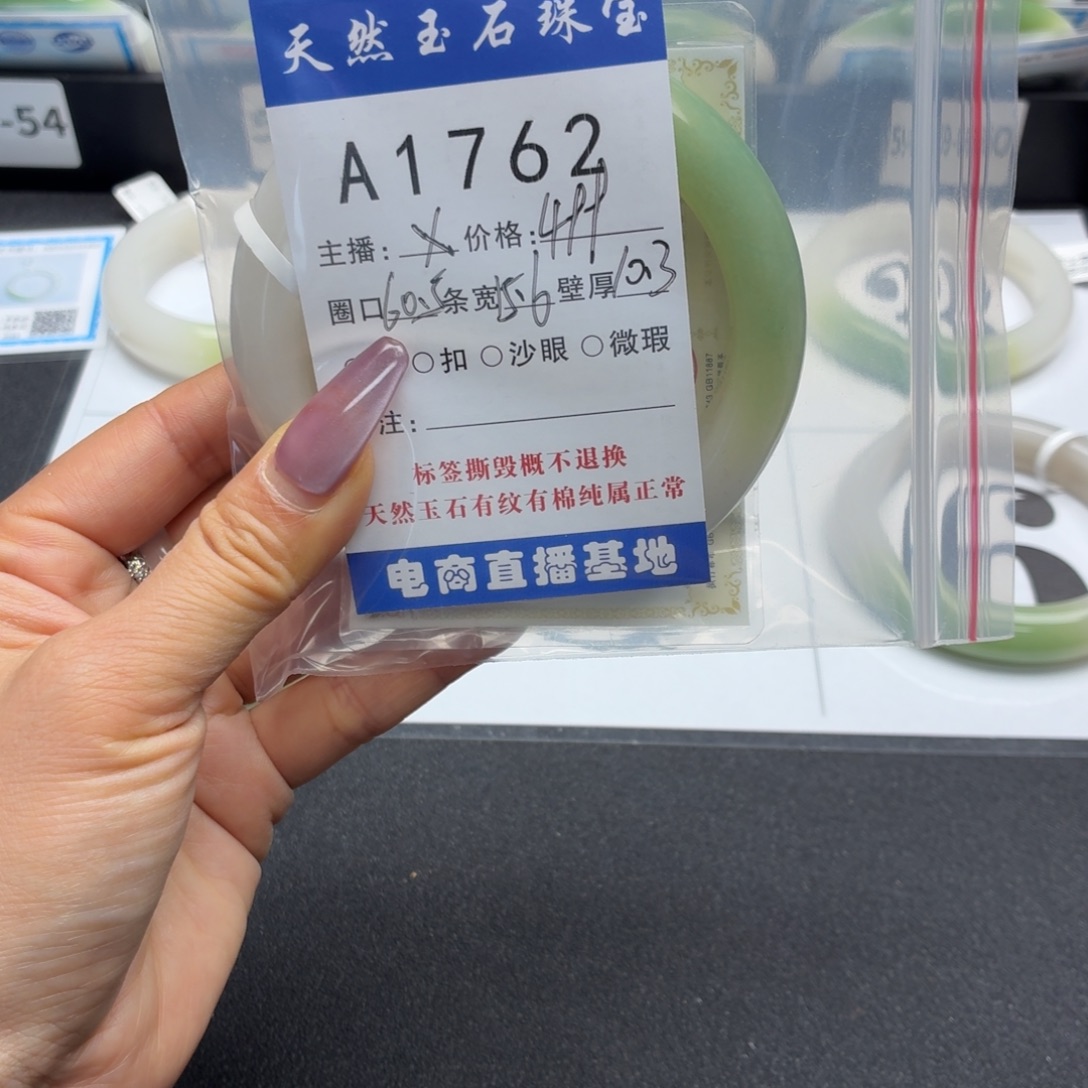 天然玉石珠宝
A1762
主播: X 价格:
圈口60.5条宽15.6壁厚10.3
扣 沙眼 微瑕
注:
标签撕毁概不退换
天然玉石有纹有棉纯属正常
电商直播基地
-54
GB11887